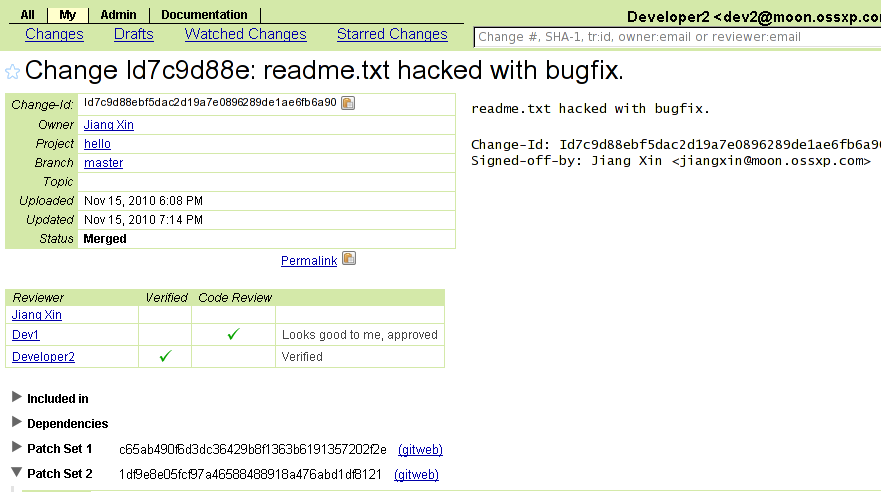 All My Admin Documentation
Developer2 <dev2@moon.ossxp.co
Changes Drafts Watched Changes Starred Changes
Change #, SHA-1, tr:id, owner:email or reviewer:email
Change Id7c9d88e: readme.txt hacked with bugfix.
Change-Id: Id7c9d88ebf5dac2d19a7e0896289de1ae6fb6a90
Owner Jiang Xin
Project hello
Branch master
Topic
Uploaded Nov 15, 2010 6:08 PM
Updated Nov 15, 2010 7:14 PM
Status Merged
Permalink
readme.txt hacked with bugfix.
Change-Id: Id7c9d88ebf5dac2d19a7e0896289de1ae6fb6a90
Signed-off-by: Jiang Xin <jiangxin@moon.ossxp.com>
Reviewer Verified Code Review
Jiang Xin
Dev1 ✓ Looks good to me, approved
Developer2 ✓ Verified
Included in
Dependencies
Patch Set 1 c65ab490f6d3dc36429b8f1363b6191357202f2e (gitweb)
Patch Set 2 1df9e8e05fcf97a46588488918a476abd1df8121 (gitweb)